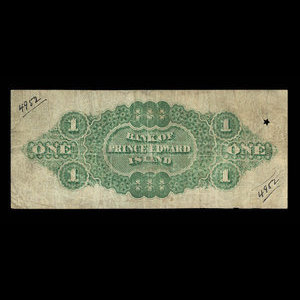 4952
1 1
BANK OF
ONE PRINCE EDWARD ONE
ISLAND
1 1
4952